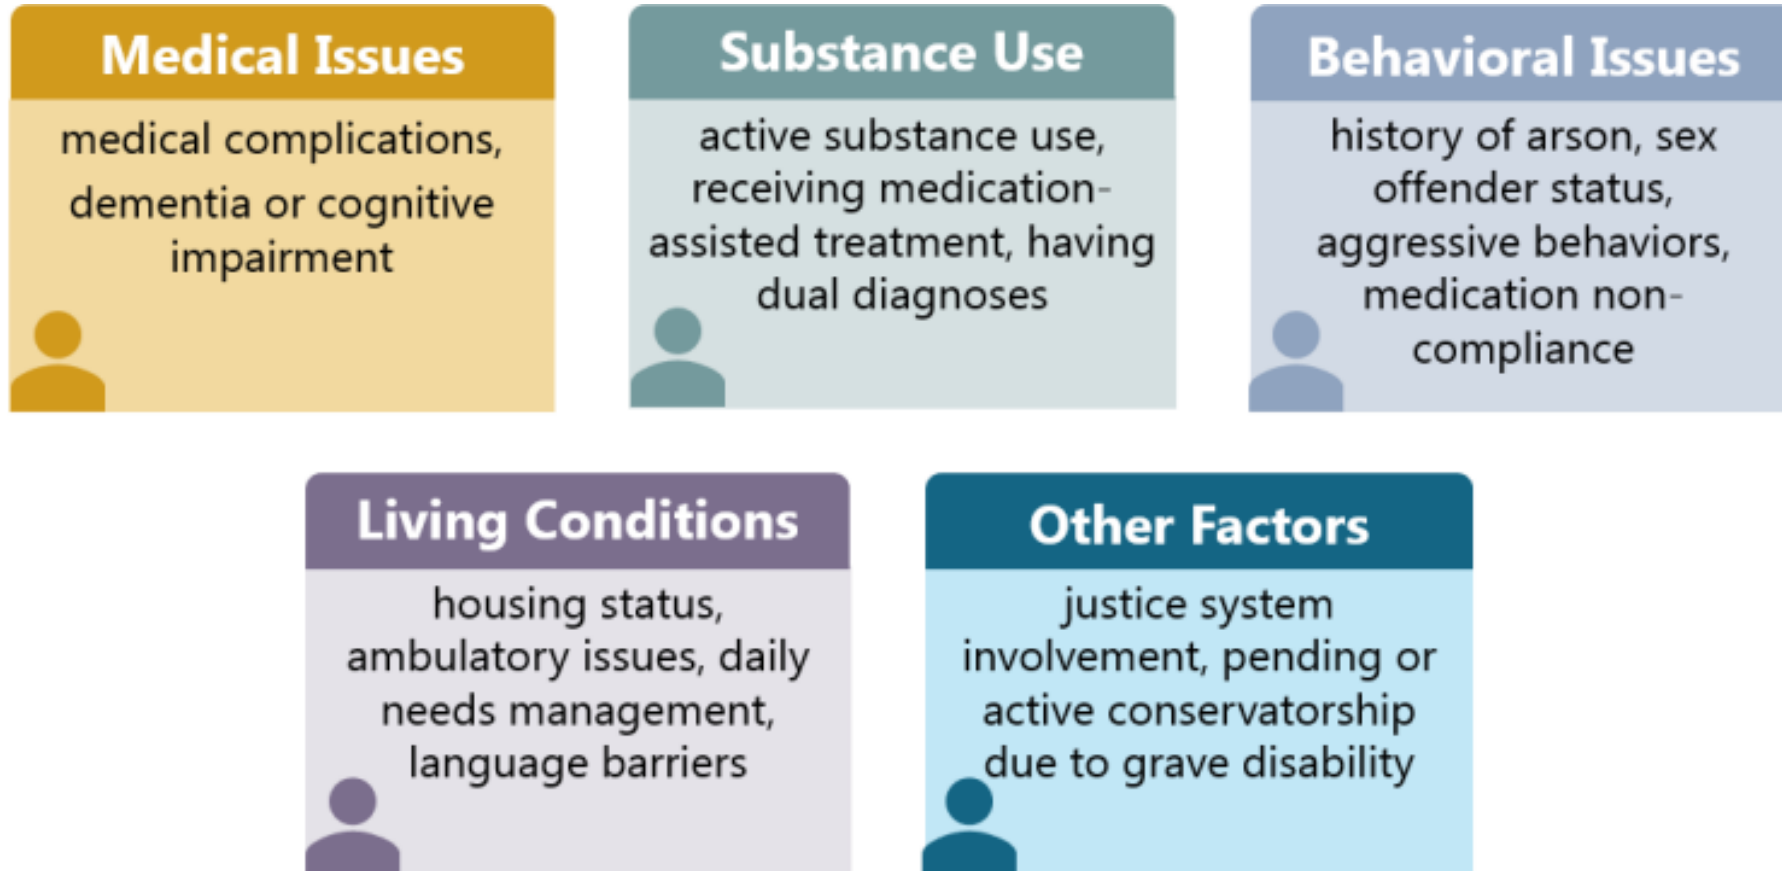 Medical Issues
medical complications,
dementia or cognitive
impairment
Substance Use
active substance use,
receiving medication-
assisted treatment, having
dual diagnoses
Behavioral Issues
history of arson, sex
offender status,
aggressive behaviors,
medication non-
compliance
Living Conditions
housing status,
ambulatory issues, daily
needs management,
language barriers
Other Factors
justice system
involvement, pending or
active conservatorship
due to grave disability